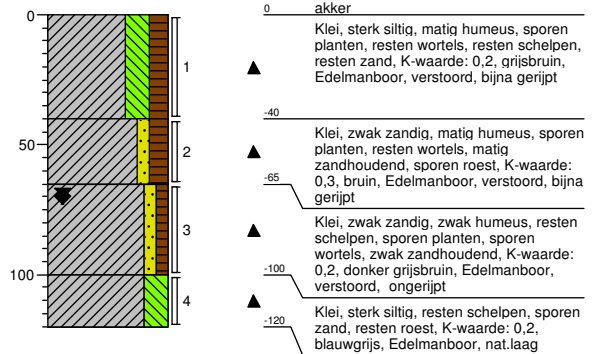 0
50
100
1
2
3
4
0 akker
Klei, sterk siltig, matig humeus, sporen
planten, resten wortels, resten schelpen,
resten zand, K-waarde: 0,2, grijsbruin,
Edelmanboor, verstoord, bijna gerijpt
-40
Klei, zwak zandig, matig humeus, sporen
planten, resten wortels, matig
zandhoudend, sporen roest, K-waarde:
0,3, bruin, Edelmanboor, verstoord, bijna
gerijpt
-65
Klei, zwak zandig, zwak humeus, resten
schelpen, sporen planten, sporen
wortels, zwak zandhoudend, K-waarde:
0,2, donker grijsbruin, Edelmanboor,
verstoord, ongerijpt
-100
Klei, sterk siltig, resten schelpen, sporen
zand, resten roest, K-waarde: 0,2,
blauwgrijs, Edelmanboor, nat.laag
-120